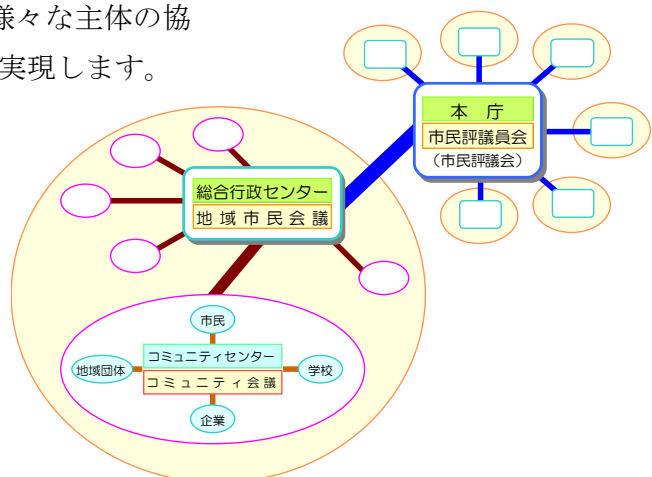 様々な主体の協
実現します。
本庁
市民評議員会
（市民評議会）
総合行政センター
地域市民会議
市民
コミュニティセンター
地域団体
学校
コミュニティ会議
企業